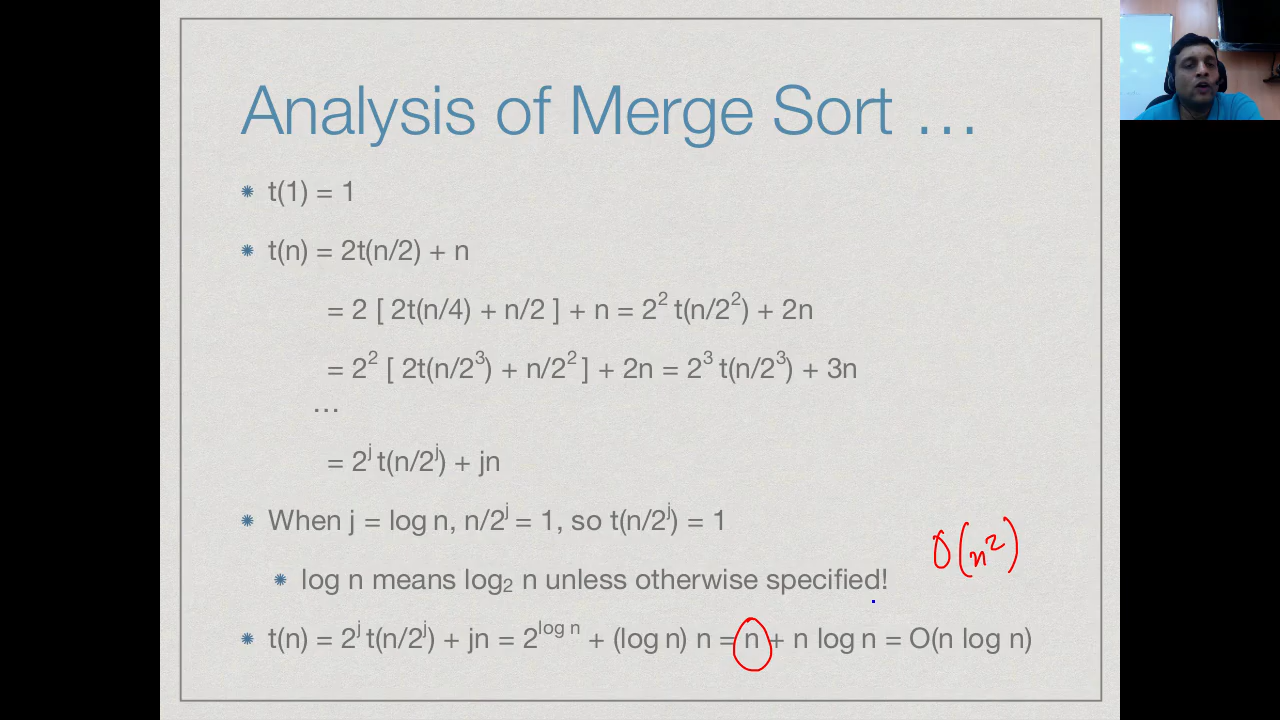 Analysis of Merge Sort …
t(1) = 1
t(n) = 2t(n/2) + n
= 2 [ 2t(n/4) + n/2 ] + n = 2² t(n/2²) + 2n
= 2² [ 2t(n/2³) + n/2² ] + 2n = 2³ t(n/2³) + 3n
…
= 2ʲ t(n/2ʲ) + jn
When j = log n, n/2ʲ = 1, so t(n/2ʲ) = 1
O(n²)
log n means log₂ n unless otherwise specified!
t(n) = 2ʲ t(n/2ʲ) + jn = 2^{log n} + (log n) n = n + n log n = O(n log n)